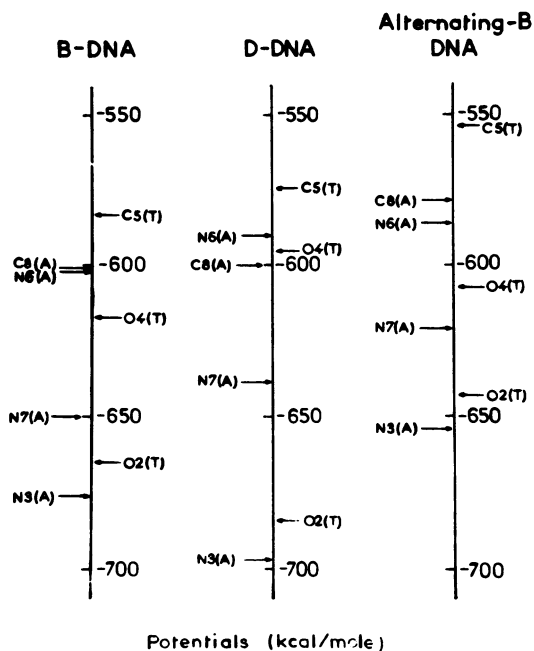 B-DNA
D-DNA
Alternating-B
DNA
-550
C5(T)
C8(A)
N6(A)
-600
O4(T)
N7(A)
-650
O2(T)
N3(A)
-700
-550
C5(T)
N6(A)
O4(T)
C8(A)
-600
N7(A)
-650
O2(T)
N3(A)
-700
-550
C5(T)
C8(A)
N6(A)
-600
O4(T)
N7(A)
O2(T)
-650
N3(A)
-700
Potentials (kcal/mole)